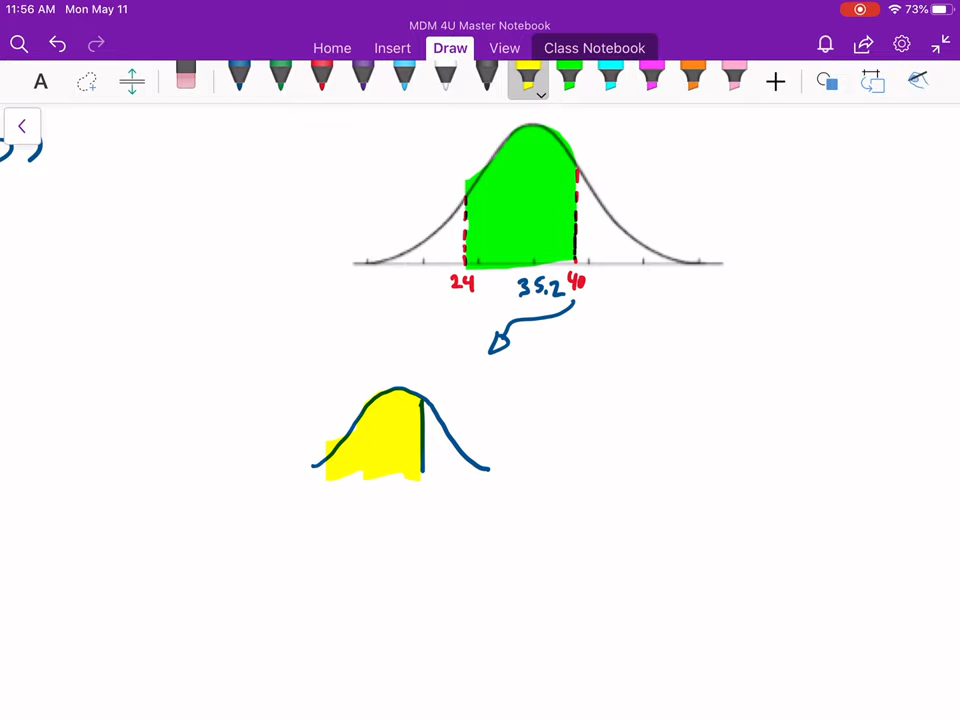 11:56 AM Mon May 11 73%
MDM 4U Master Notebook
Home Insert Draw View Class Notebook
A
24 35.2 40